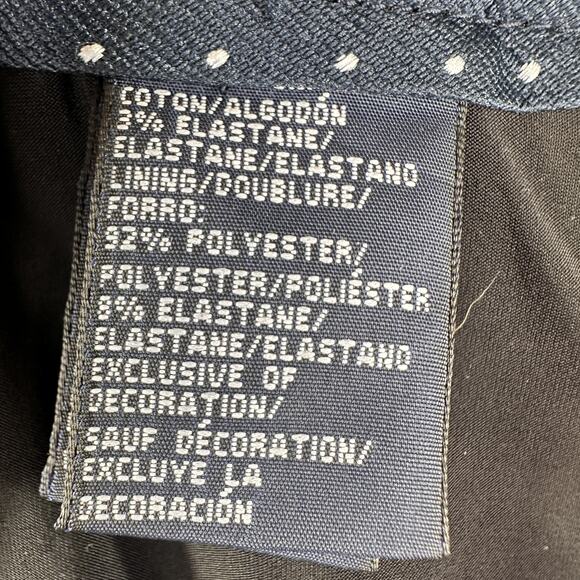 COTON/ALGODÓN
3% ELASTANE/
ELASTANE/ELASTANO
LINING/DOUBLURE/
FORRO:
92% POLYESTER/
POLYESTER/POLIÉSTER
8% ELASTANE/
ELASTANE/ELASTANO
EXCLUSIVE OF
DECORATION/
SAUF DÉCORATION/
EXCLUYE LA
DECORACIÓN